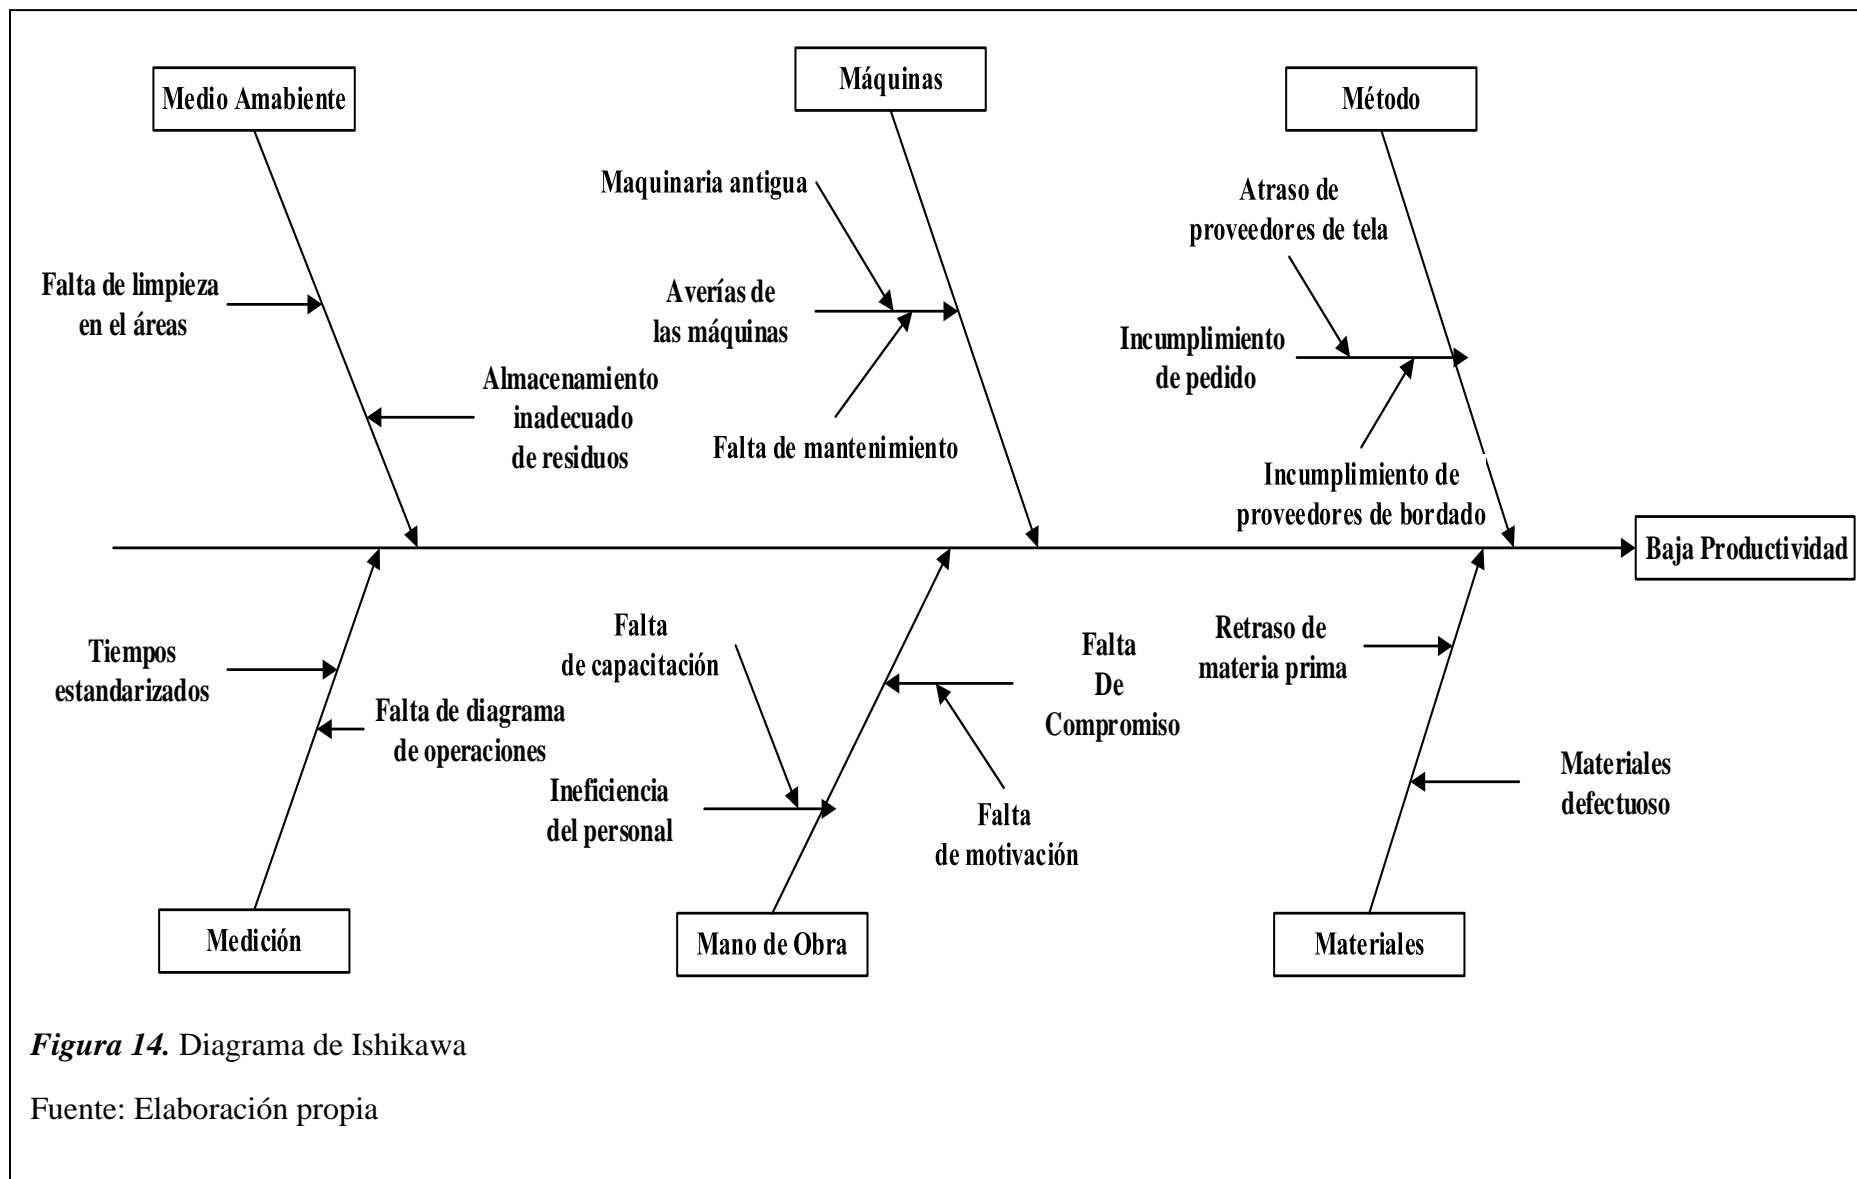 Medio Amabiente
Máquinas
Método
Maquinaria antigua
Atraso de
proveedores de tela
Falta de limpieza
en el áreas
Averías de
las máquinas
Incumplimiento
de pedido
Almacenamiento
inadecuado
de residuos
Falta de mantenimiento
Incumplimiento de
proveedores de bordado
Baja Productividad
Tiempos
estandarizados
Falta de diagrama
de operaciones
Falta
de capacitación
Ineficiencia
del personal
Falta
De
Compromiso
Falta
de motivación
Retraso de
materia prima
Materiales
defectuoso
Medición
Mano de Obra
Materiales
Figura 14. Diagrama de Ishikawa
Fuente: Elaboración propia